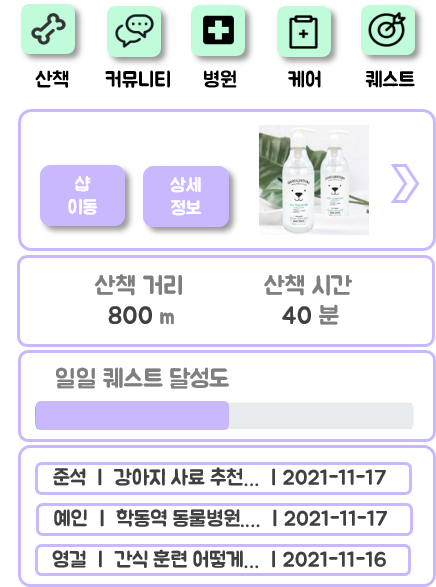 산책 커뮤니티 병원 케어 퀘스트
샵 이동
상세 정보
산책 거리 산책 시간
800 m 40 분
일일 퀘스트 달성도
준석 | 강아지 사료 추천... | 2021-11-17
예인 | 학동역 동물병원.... | 2021-11-17
영걸 | 간식 훈련 어떻게... | 2021-11-16